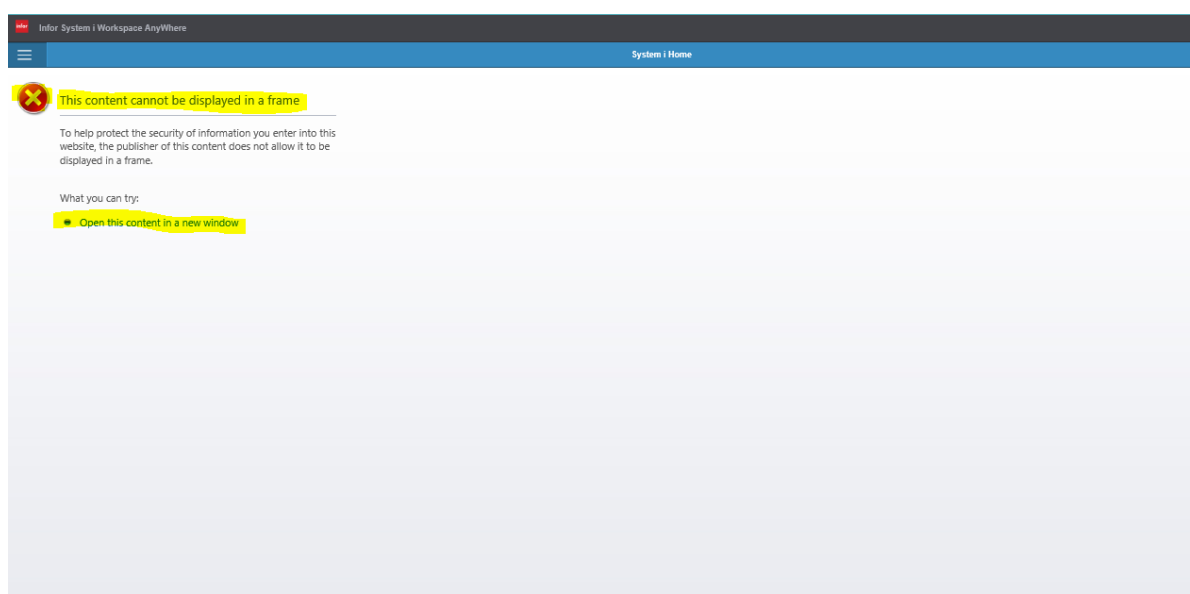 infor Infor System i Workspace AnyWhere
System i Home
This content cannot be displayed in a frame
To help protect the security of information you enter into this
website, the publisher of this content does not allow it to be
displayed in a frame.
What you can try:
Open this content in a new window